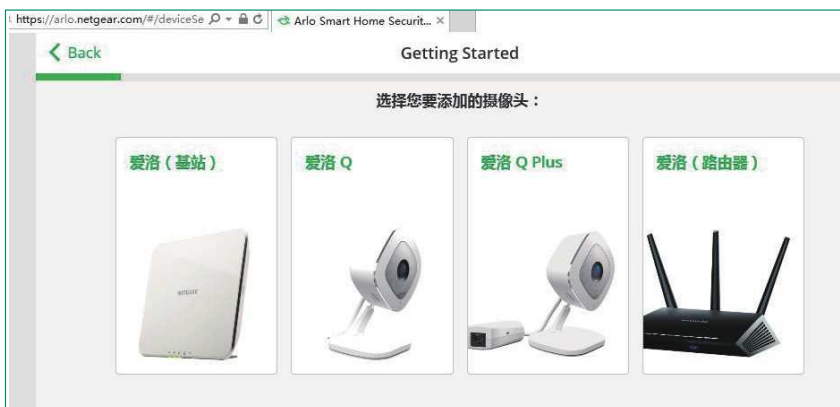 https://arlo.netgear.com/#/deviceSe
Arlo Smart Home Securit...
Back
Getting Started
选择您要添加的摄像头：
爱洛（基站）
爱洛 Q
爱洛 Q Plus
爱洛（路由器）
NETGEAR